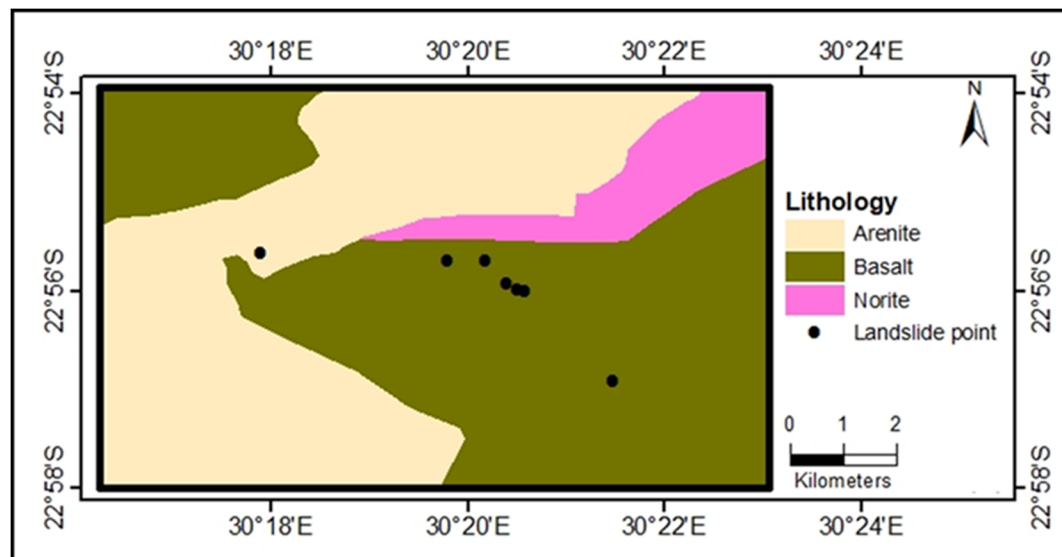 30°18'E 30°20'E 30°22'E 30°24'E
22°54'S
22°54'S
N
Lithology
Arenite
Basalt
Norite
Landslide point
22°56'S
22°56'S
0 1 2
Kilometers
22°58'S
22°58'S
30°18'E 30°20'E 30°22'E 30°24'E